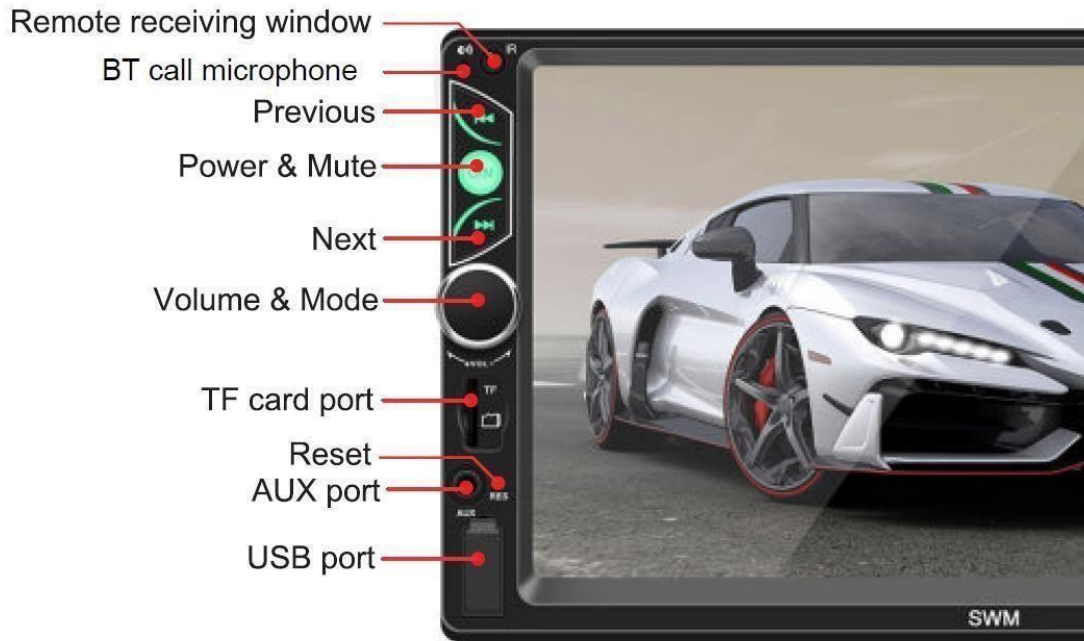 Remote receiving window
IR
BT call microphone
Previous
Power & Mute
Next
Volume & Mode
VOL
TF card port
TF
Reset
AUX port
RES
AUX
USB port
SWM